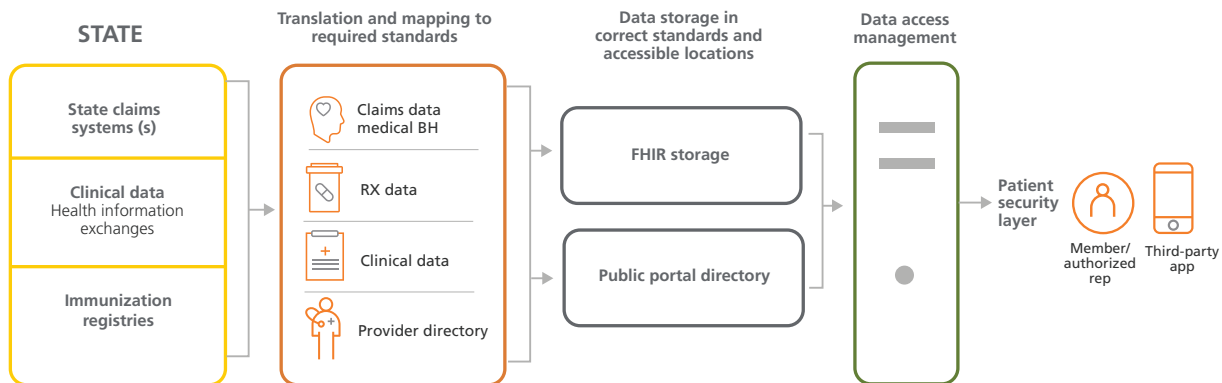 STATE
State claims
systems (s)
Clinical data
Health information
exchanges
Immunization
registries
Translation and mapping to
required standards
Claims data
medical BH
RX data
Clinical data
Provider directory
Data storage in
correct standards and
accessible locations
FHIR storage
Public portal directory
Data access
management
Patient
security
layer
Member/
authorized
rep
Third-party
app